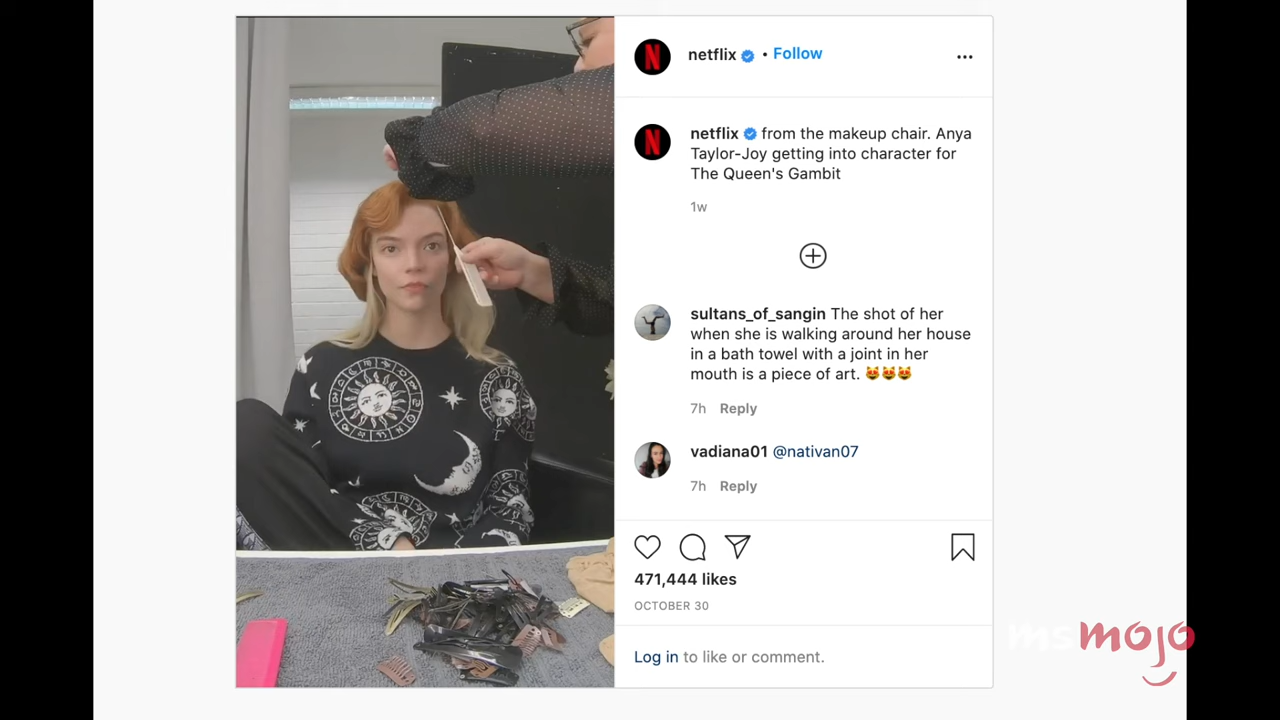 netflix • Follow
netflix from the makeup chair. Anya
Taylor-Joy getting into character for
The Queen's Gambit
1w
sultans_of_sangin The shot of her
when she is walking around her house
in a bath towel with a joint in her
mouth is a piece of art. 😻😻😻
7h Reply
vadiana01 @nativan07
7h Reply
471,444 likes
OCTOBER 30
Log in to like or comment.
msmojo